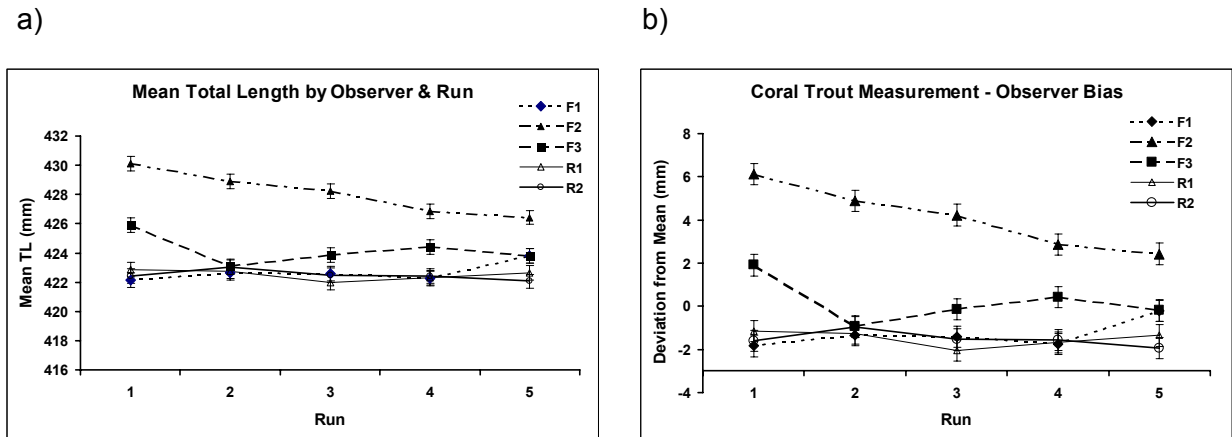 a)
Mean Total Length by Observer & Run
F1
F2
F3
R1
R2
Mean TL (mm)
432
430
428
426
424
422
420
418
416
1 2 3 4 5
Run
b)
Coral Trout Measurement - Observer Bias
F1
F2
F3
R1
R2
Deviation from Mean (mm)
8
6
4
2
0
-2
-4
1 2 3 4 5
Run